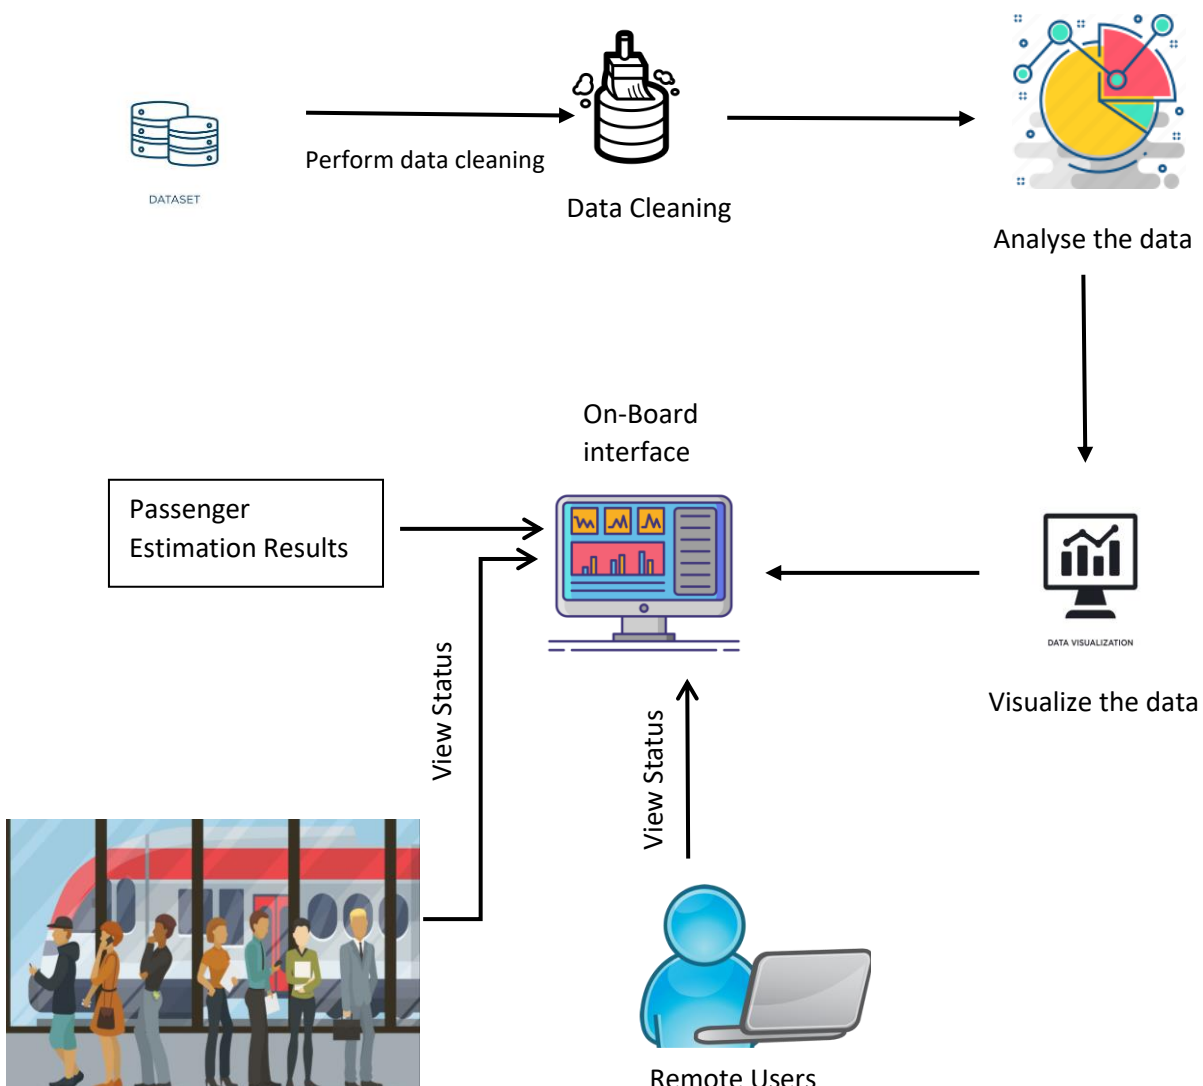 DATASET
Perform data cleaning
Data Cleaning
Analyse the data
On-Board
interface
Passenger
Estimation Results
DATA VISUALIZATION
Visualize the data
View Status
View Status
Remote Users